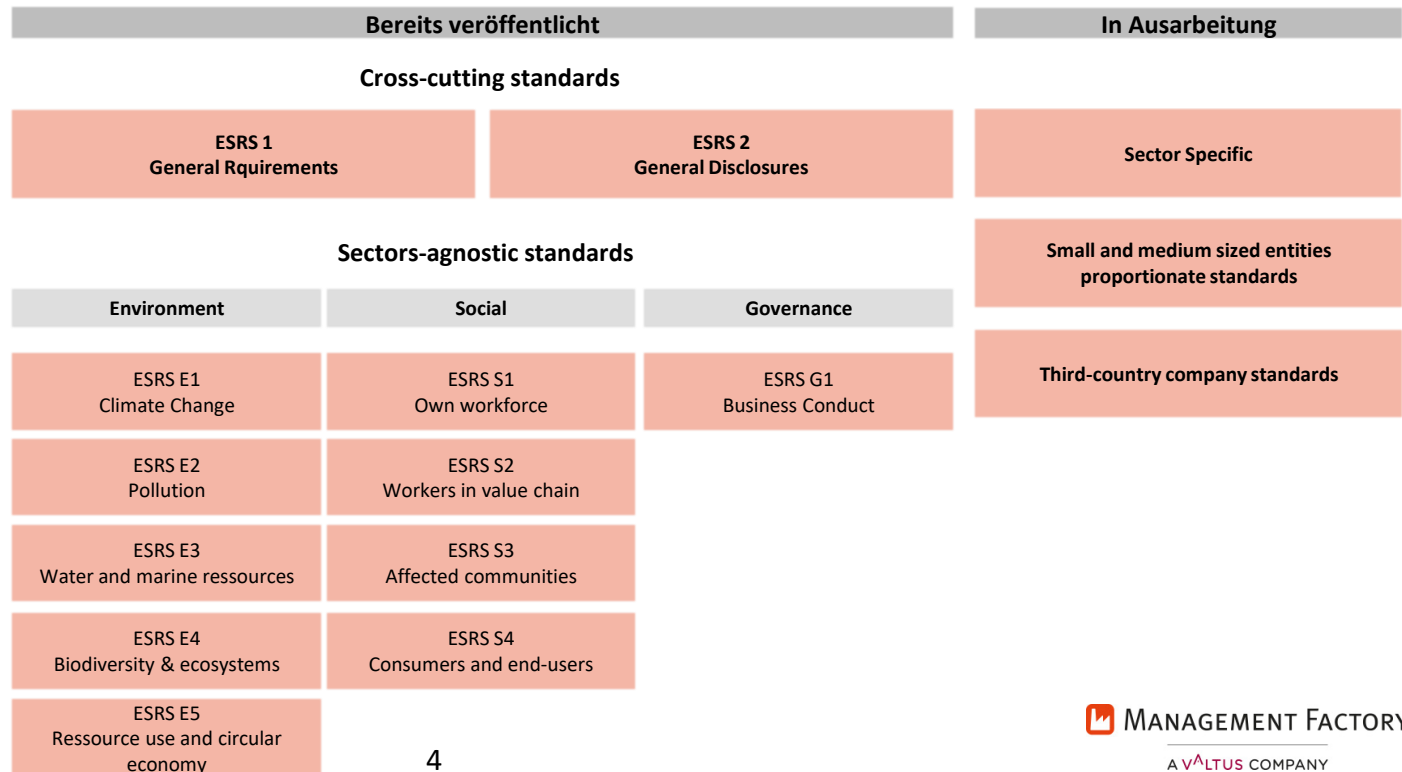 Bereits veröffentlicht
Cross-cutting standards
ESRS 1
General Rquirements
ESRS 2
General Disclosures
Sectors-agnostic standards
Environment
Social
Governance
ESRS E1
Climate Change
ESRS S1
Own workforce
ESRS G1
Business Conduct
ESRS E2
Pollution
ESRS S2
Workers in value chain
ESRS E3
Water and marine ressources
ESRS S3
Affected communities
ESRS E4
Biodiversity & ecosystems
ESRS S4
Consumers and end-users
ESRS E5
Ressource use and circular
economy
In Ausarbeitung
Sector Specific
Small and medium sized entities
proportionate standards
Third-country company standards
4
MANAGEMENT FACTORY
A VALTUS COMPANY